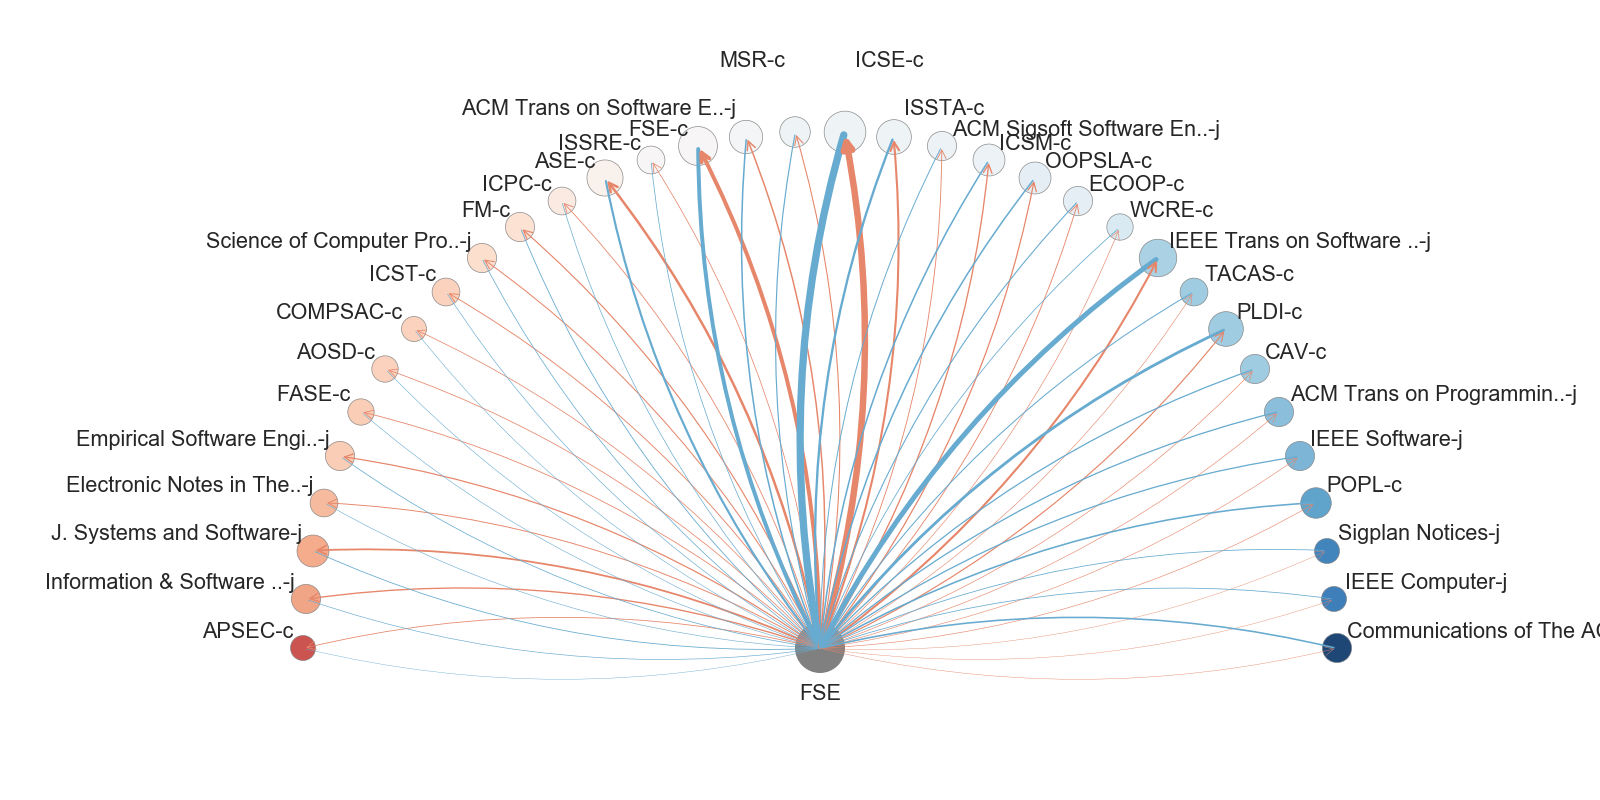 MSR-c
ICSE-c
ACM Trans on Software E..-j
ISSTA-c
FSE-c
ACM Sigsoft Software En..-j
ISSRE-c
ICSM-c
ASE-c
OOPSLA-c
ICPC-c
ECOOP-c
FM-c
WCRE-c
Science of Computer Pro..-j
IEEE Trans on Software ..-j
ICST-c
TACAS-c
COMPSAC-c
PLDI-c
AOSD-c
CAV-c
FASE-c
ACM Trans on Programmin..-j
Empirical Software Engi..-j
IEEE Software-j
Electronic Notes in The..-j
POPL-c
J. Systems and Software-j
Sigplan Notices-j
Information & Software ..-j
IEEE Computer-j
APSEC-c
Communications of The AC
FSE